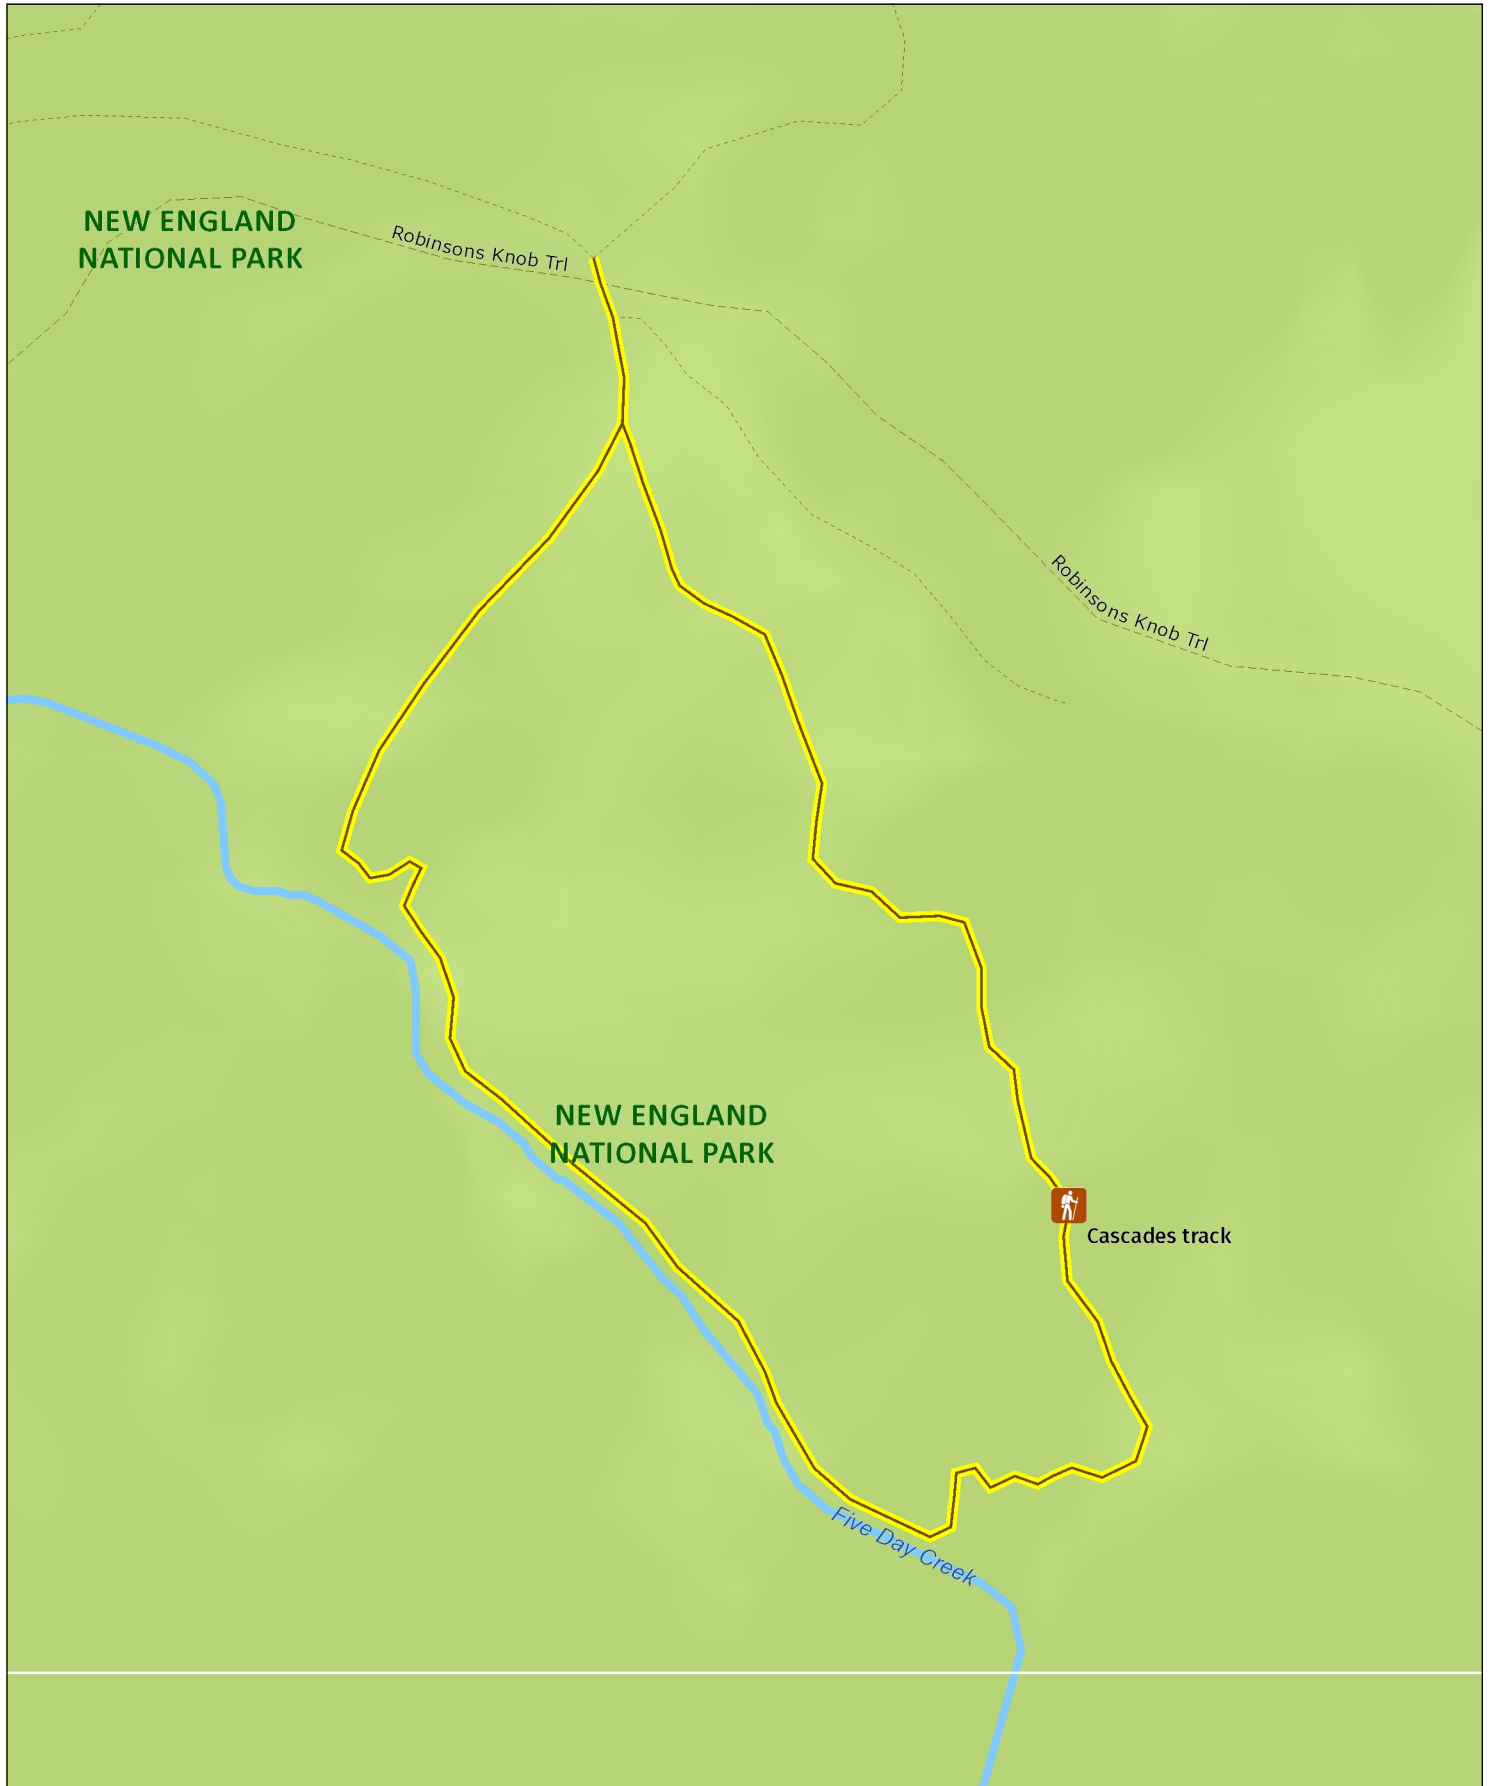 NEW ENGLAND
NATIONAL PARK
Robinsons Knob Trl
Robinsons Knob Trl
NEW ENGLAND
NATIONAL PARK
Cascades track
Five Day Creek